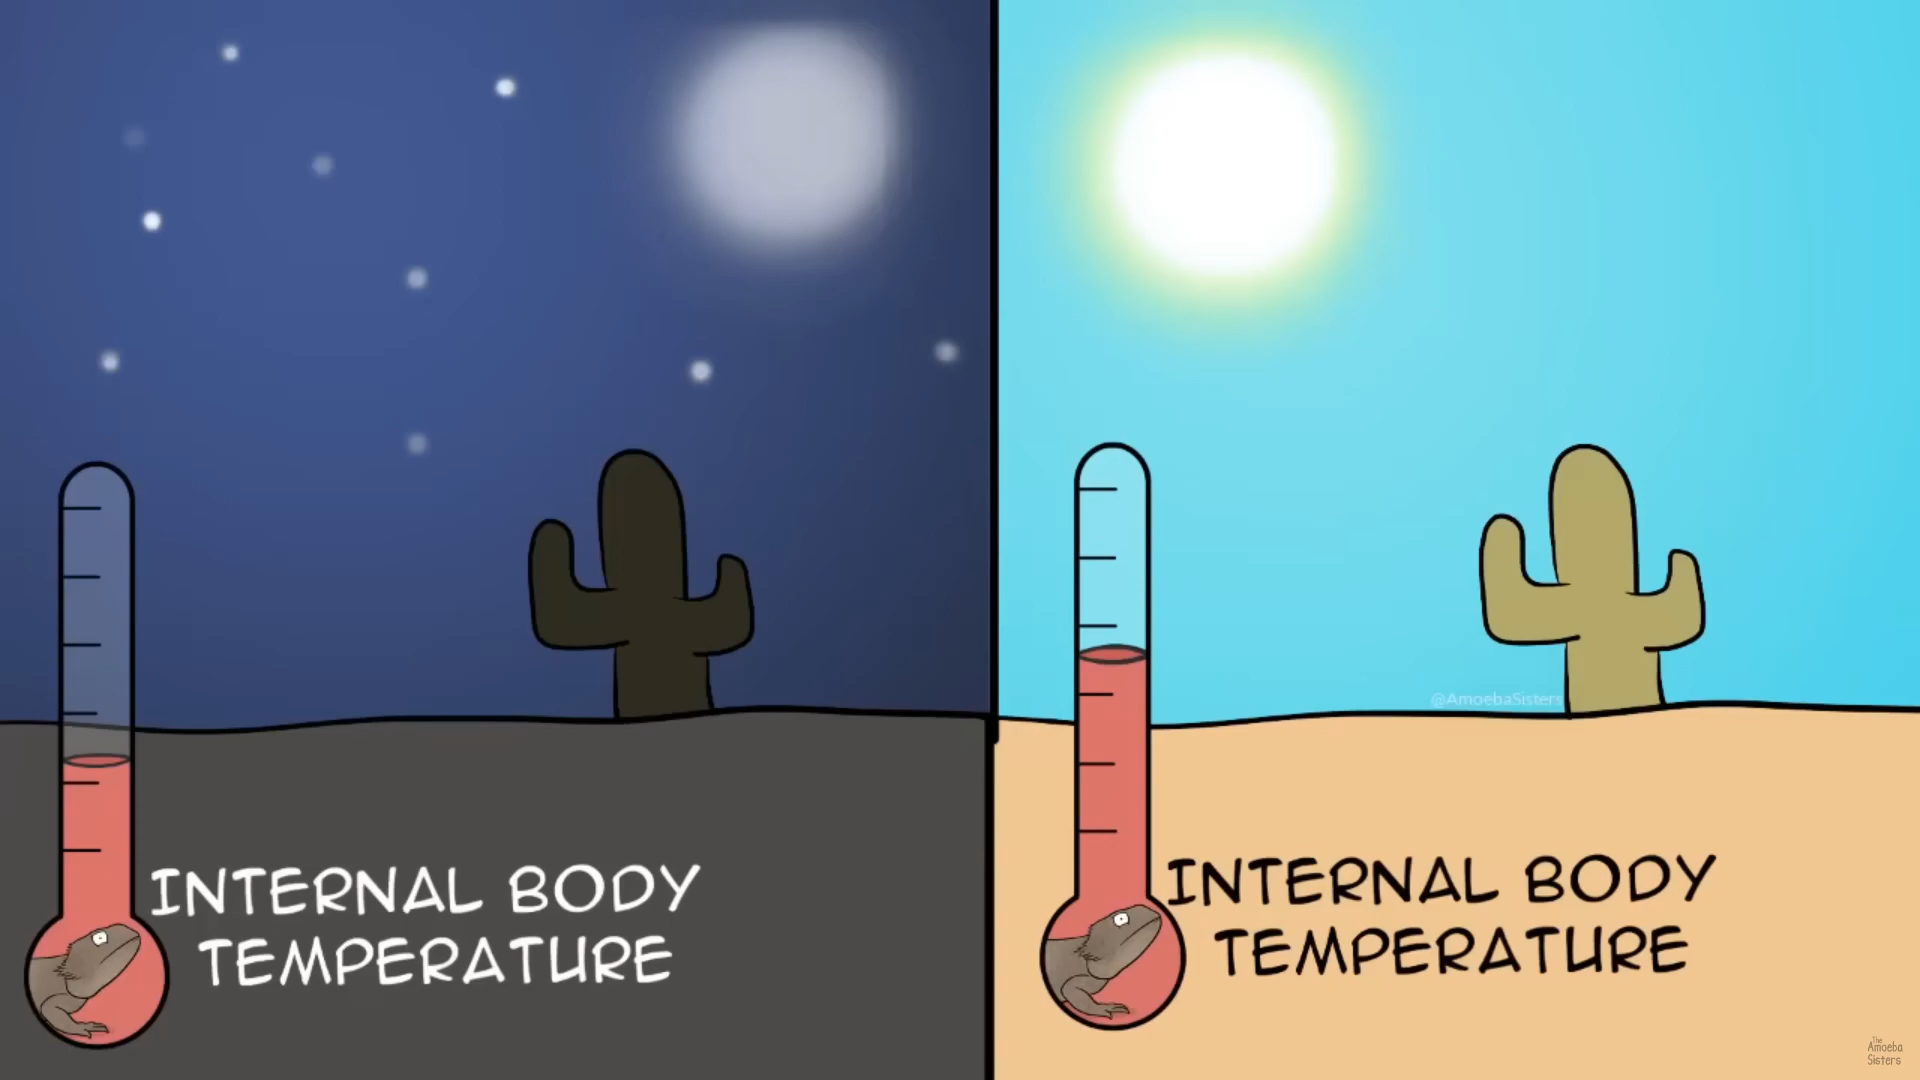 INTERNAL BODY
TEMPERATURE
INTERNAL BODY
TEMPERATURE
@AmoebaSisters
The
Amoeba
Sisters